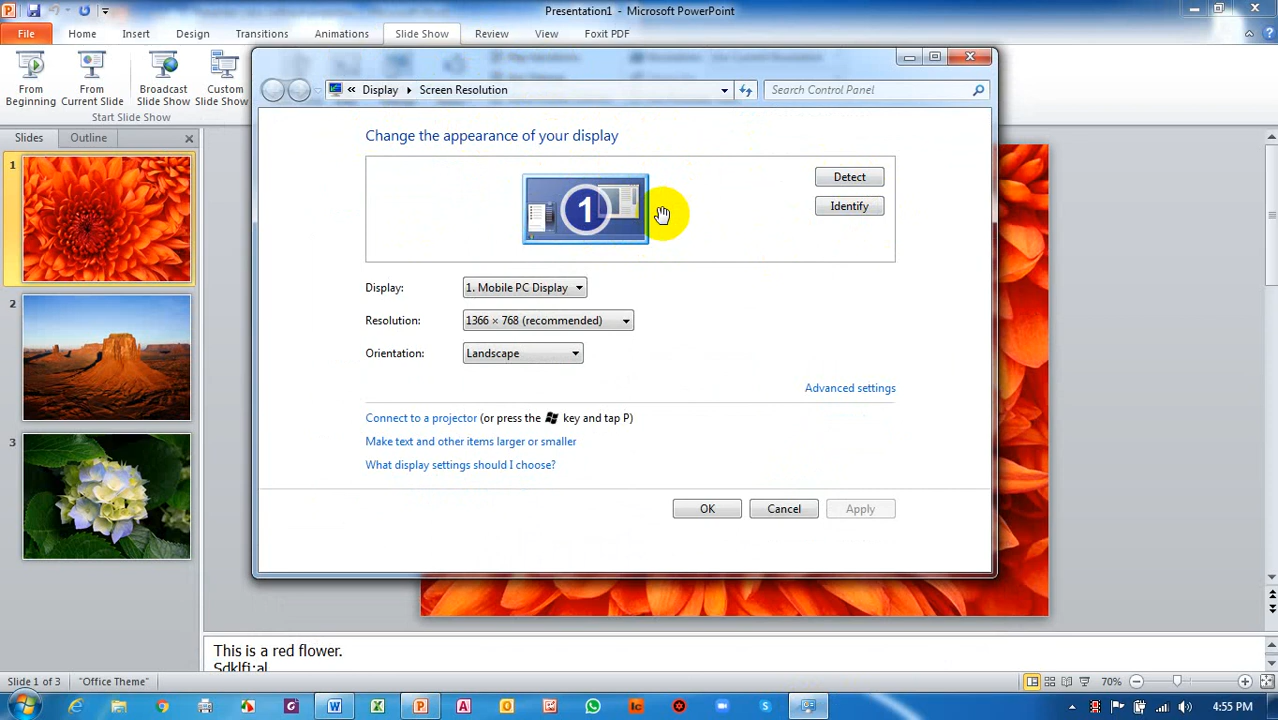 Presentation1 - Microsoft PowerPoint
File Home Insert Design Transitions Animations Slide Show Review View Foxit PDF
From Beginning
From Current Slide
Broadcast Slide Show
Custom Slide Show
Start Slide Show
Slides Outline
Display Screen Resolution
Search Control Panel
Change the appearance of your display
1
Detect
Identify
Display: 1. Mobile PC Display
Resolution: 1366 × 768 (recommended)
Orientation: Landscape
Advanced settings
Connect to a projector (or press the key and tap P)
Make text and other items larger or smaller
What display settings should I choose?
OK Cancel Apply
1
2
3
This is a red flower.
Slide 1 of 3 "Office Theme" 70%
4:55 PM